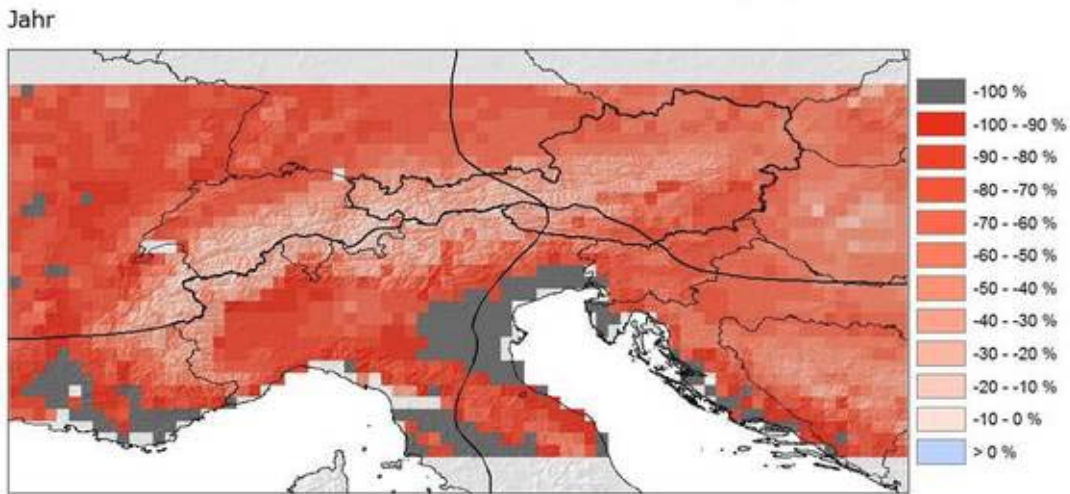 Jahr
-100 %
-100 - -90 %
-90 - -80 %
-80 - -70 %
-70 - -60 %
-60 - -50 %
-50 - -40 %
-40 - -30 %
-30 - -20 %
-20 - -10 %
-10 - 0 %
> 0 %